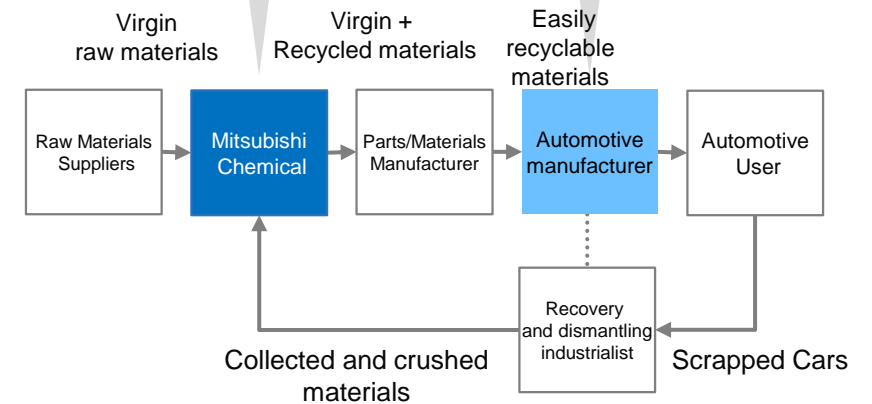 Virgin
raw materials
Virgin +
Recycled materials
Easily
recyclable
materials
Raw Materials
Suppliers
Mitsubishi
Chemical
Parts/Materials
Manufacturer
Automotive
manufacturer
Automotive
User
Recovery
and dismantling
industrialist
Collected and crushed
materials
Scrapped Cars